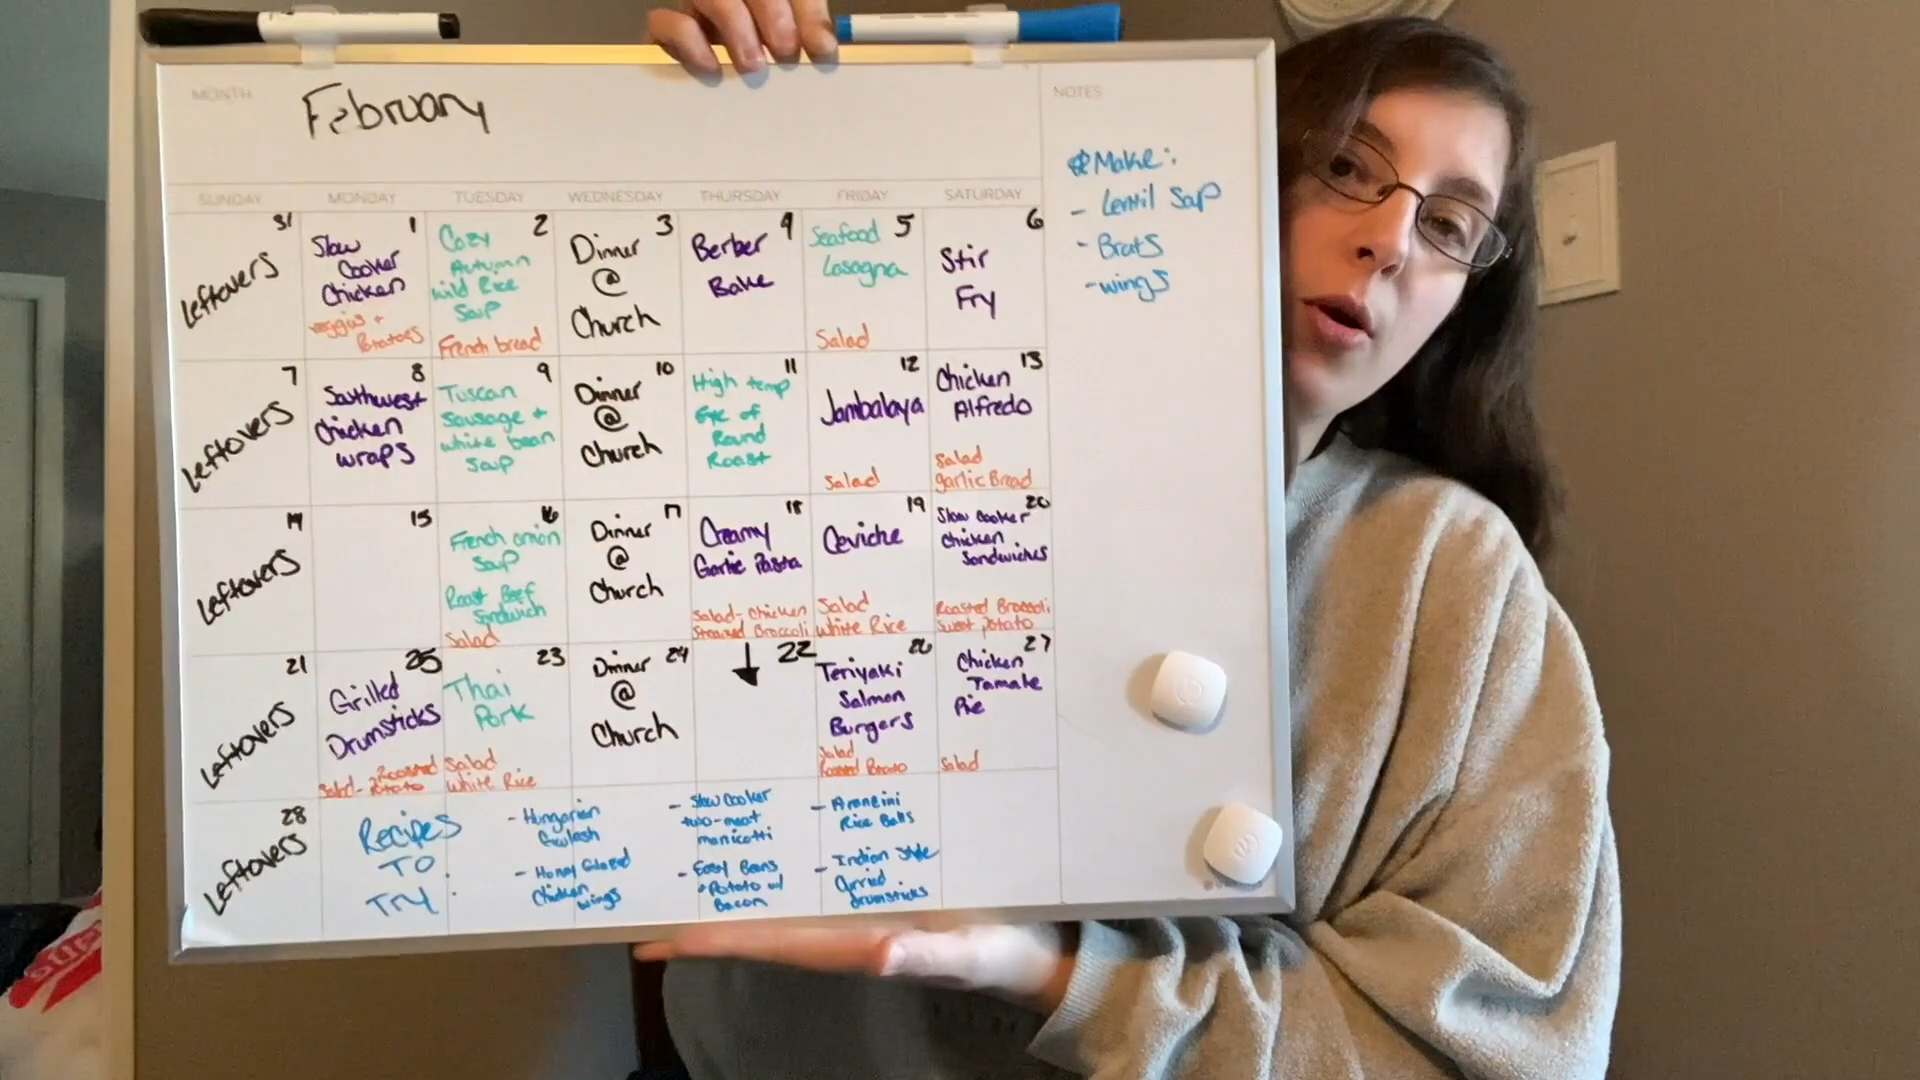 MONTH
February
NOTES
SUNDAY MONDAY TUESDAY WEDNESDAY THURSDAY FRIDAY SATURDAY
31
Leftovers
1
Slow
Cooker
Chicken
veggies +
Potatoes
2
Cozy
Autumn
Wild Rice
Soup
French bread
3
Dinner
@
Church
4
Berber
Bake
5
Seafood
Lasagna
Salad
6
Stir
Fry
7
Leftovers
8
Southwest
Chicken
wraps
9
Tuscan
Sausage +
white bean
Soup
10
Dinner
@
Church
11
High temp
Eye of
Round
Roast
12
Jambalaya
Salad
13
Chicken
Alfredo
Salad
garlic Bread
14
Leftovers
15
16
French onion
Soup
Roast Beef
Sandwich
Salad
17
Dinner
@
Church
18
Creamy
Garlic Pasta
Salad - Chicken
Steamed Broccoli
19
Ceviche
Salad
White Rice
20
Slow cooker
Chicken
Sandwiches
Roasted Broccoli
Sweet potato
21
Leftovers
25
Grilled
Drumsticks
Salad - Roasted
Potato
23
Thai
Pork
Salad
White Rice
24
Dinner
@
Church
22
26
Teriyaki
Salmon
Burgers
Salad
Roasted
27
Chicken
Tamale
Pie
Salad
28
Leftovers
Recipes
To
Try:
- Hungarian
Gulash
- Honey Glazed
Chicken
wings
- Slow Cooker
two-meat
manicotti
- Easy Beans
+ Potato w/
Bacon
- Arancini
Rice Balls
- Indian Style
drumsticks
Make:
- Lentil Soup
- Brats
- wings